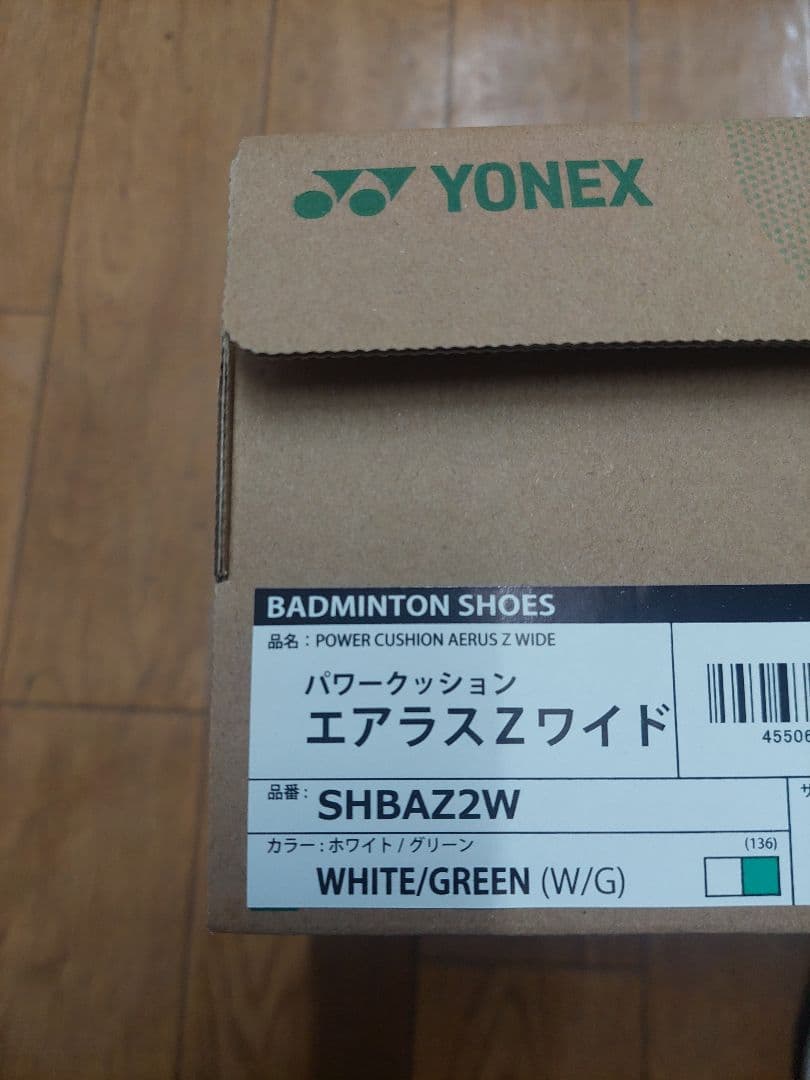 YONEX
BADMINTON SHOES
品名：POWER CUSHION AERUS Z WIDE
パワークッション
エアラスZワイド
45506
品番：SHBAZ2W
カラー：ホワイト / グリーン
(136)
WHITE/GREEN (W/G)